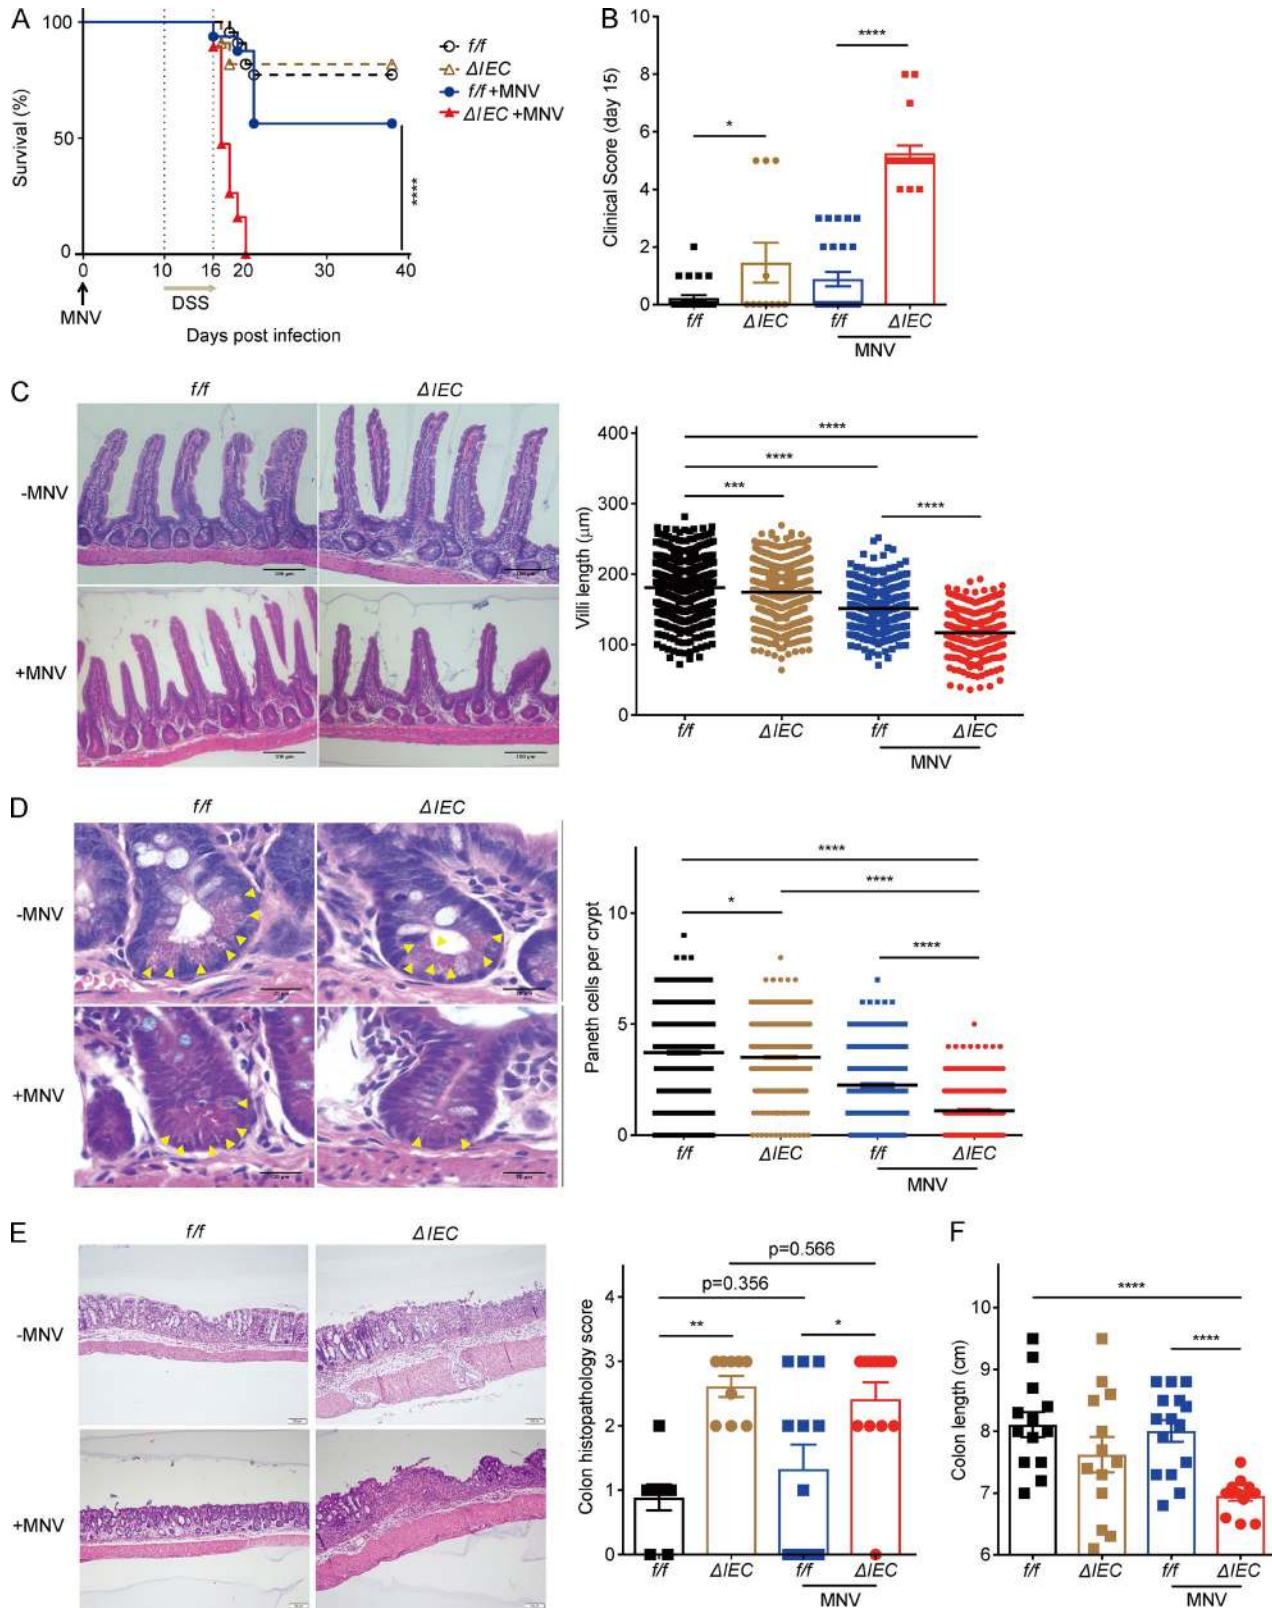 A
100
50
0
Survival (%)
0
10
16
20
30
40
MNV
DSS
Days post infection
f/f
ΔIEC
f/f +MNV
ΔIEC +MNV
****
B
Clinical Score (day 15)
10
8
6
4
2
0
*
****
f/f
ΔIEC
f/f
ΔIEC
MNV
C
f/f
ΔIEC
-MNV
+MNV
100 μm
Villi length (μm)
400
300
200
100
0
****
****
***
****
f/f
ΔIEC
f/f
ΔIEC
MNV
D
f/f
ΔIEC
-MNV
+MNV
Paneth cells per crypt
10
5
0
****
****
*
****
f/f
ΔIEC
f/f
ΔIEC
MNV
E
f/f
ΔIEC
-MNV
+MNV
Colon histopathology score
4
3
2
1
0
p=0.566
p=0.356
**
*
f/f
ΔIEC
f/f
ΔIEC
MNV
F
Colon length (cm)
10
9
8
7
6
****
****
f/f
ΔIEC
f/f
ΔIEC
MNV